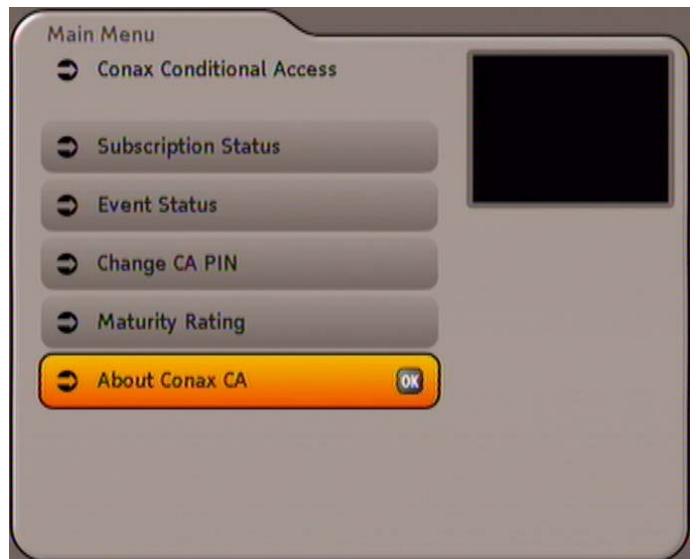 Main Menu
Conax Conditional Access
Subscription Status
Event Status
Change CA PIN
Maturity Rating
About Conax CA OK